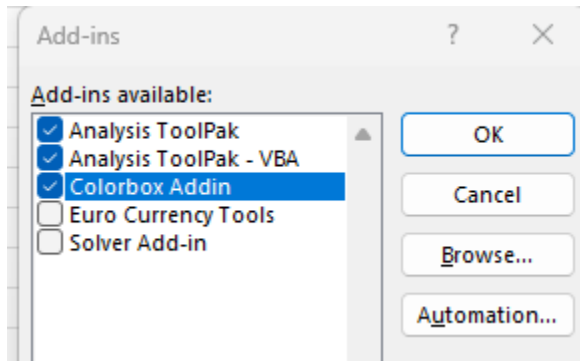 Add-ins
?
Add-ins available:
Analysis ToolPak
Analysis ToolPak - VBA
Colorbox Addin
Euro Currency Tools
Solver Add-in
OK
Cancel
Browse...
Automation...